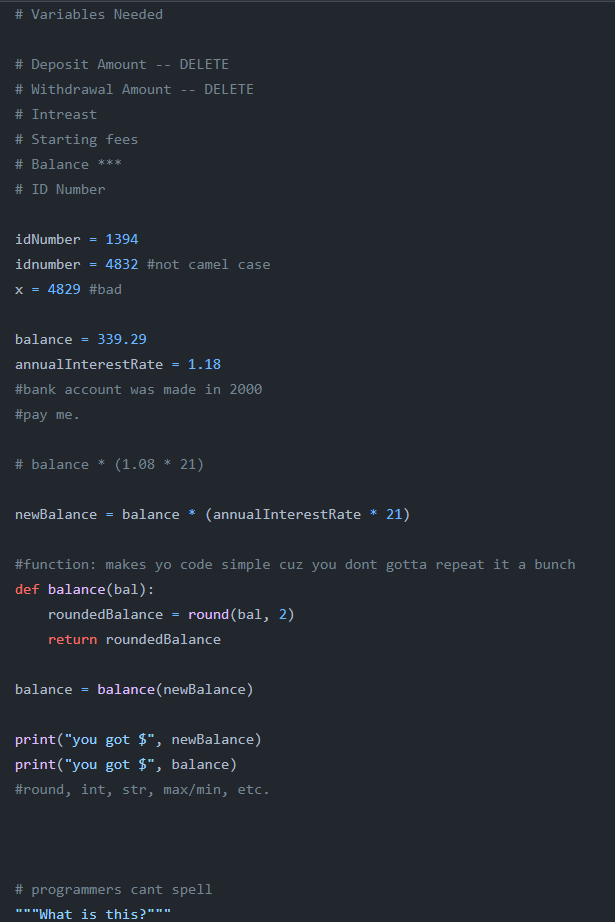 # Variables Needed
# Deposit Amount -- DELETE
# Withdrawal Amount -- DELETE
# Intreast
# Starting fees
# Balance ***
# ID Number
idNumber = 1394
idnumber = 4832 #not camel case
x = 4829 #bad
balance = 339.29
annualInterestRate = 1.18
#bank account was made in 2000
#pay me.
# balance * (1.08 * 21)
newBalance = balance * (annualInterestRate * 21)
#function: makes yo code simple cuz you dont gotta repeat it a bunch
def balance(bal):
    roundedBalance = round(bal, 2)
    return roundedBalance
balance = balance(newBalance)
print("you got $", newBalance)
print("you got $", balance)
#round, int, str, max/min, etc.
# programmers cant spell
"""What is this?"""